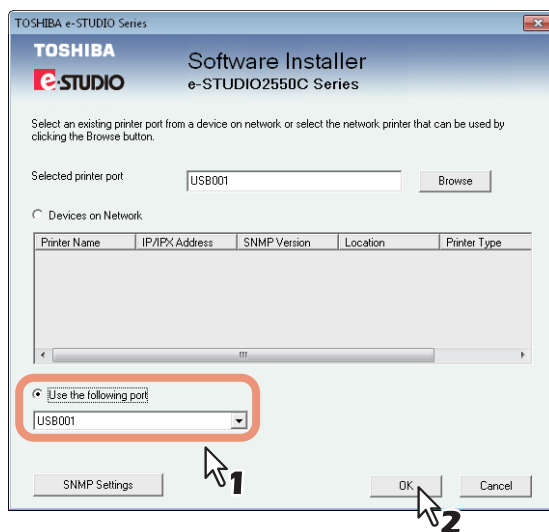 TOSHIBA e-STUDIO Series
TOSHIBA
e-STUDIO
Software Installer
e-STUDIO2550C Series
Select an existing printer port from a device on network or select the network printer that can be used by
clicking the Browse button.
Selected printer port
USB001
Browse
Devices on Network
Printer Name
IP/IPX Address
SNMP Version
Location
Printer Type
Use the following port
USB001
1
SNMP Settings
OK
Cancel
2